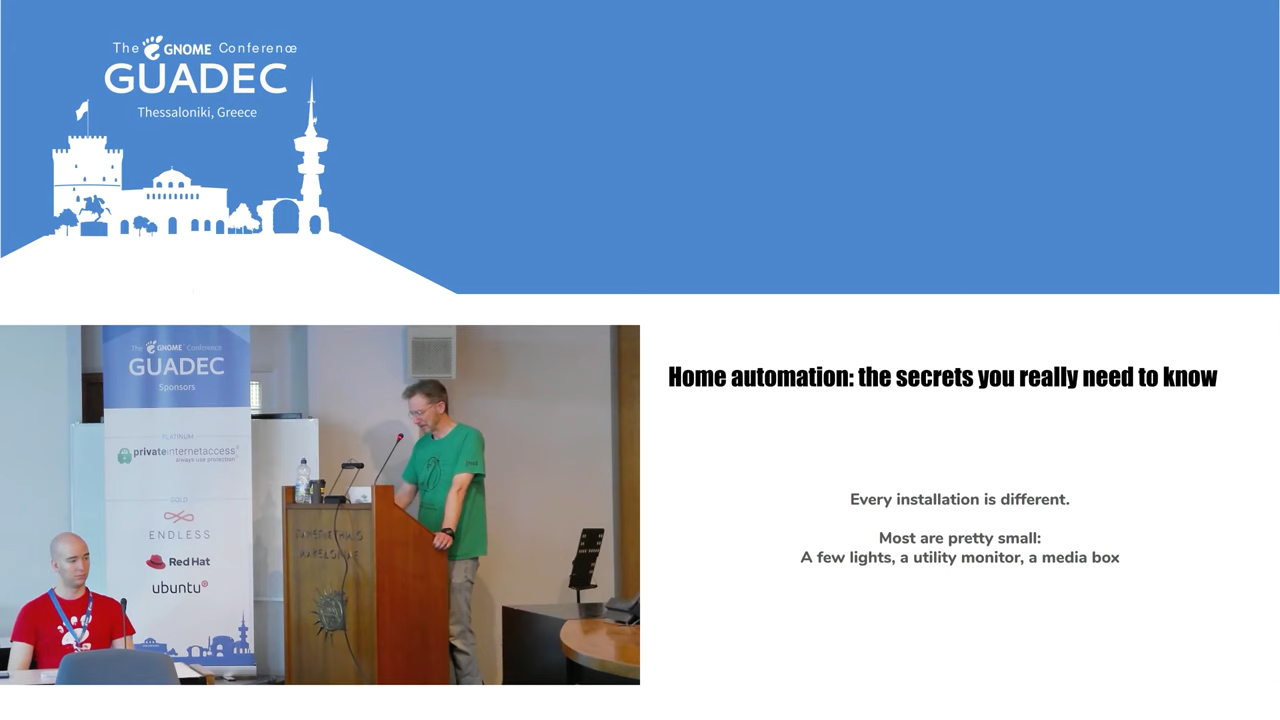 The GNOME Conference
GUADEC
Thessaloniki, Greece
The GNOME Conference
GUADEC
Sponsors
PLATINUM
privateinternetaccess
always use protection
GOLD
ENDLESS
Red Hat
ubuntu
ΠΑΝΕΠΙΣΤΗΜΙΟ
ΜΑΚΕΔΟΝΙΑΣ
Home automation: the secrets you really need to know
Every installation is different.
Most are pretty small:
A few lights, a utility monitor, a media box